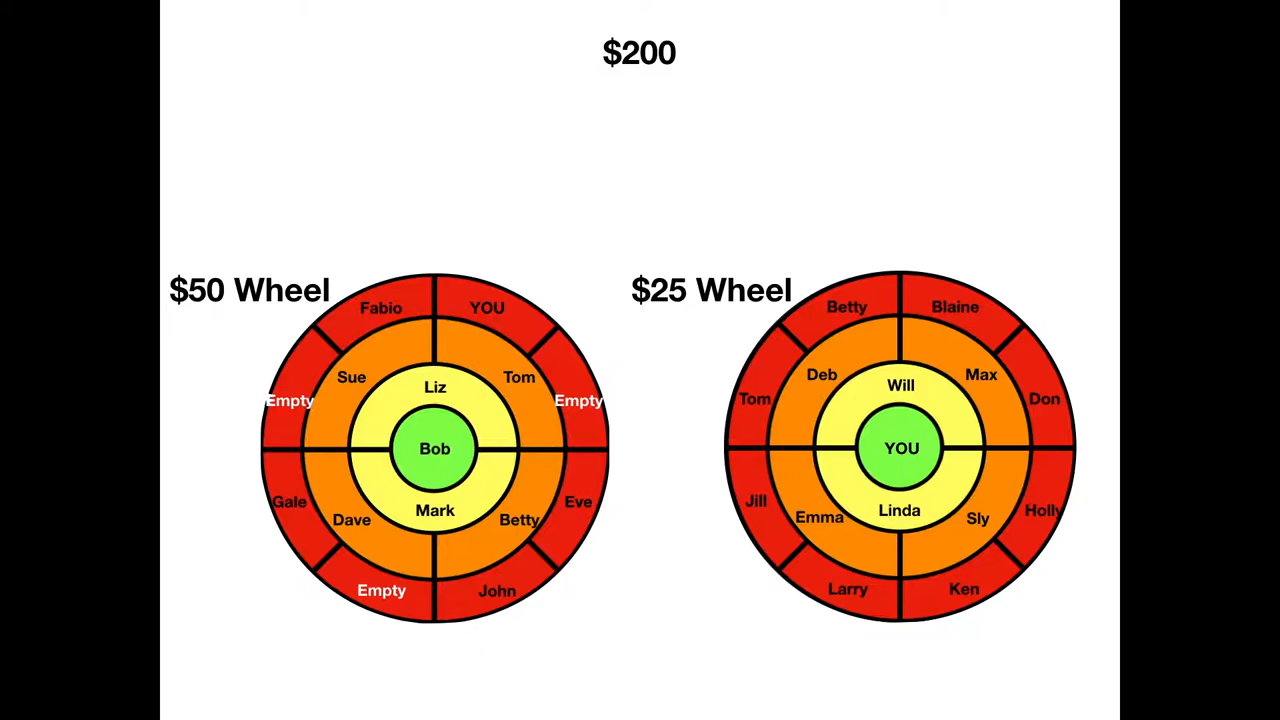 $200
$50 Wheel
Fabio
YOU
Empty
Sue
Liz
Tom
Empty
Bob
Gale
Dave
Mark
Betty
Eve
Empty
John
$25 Wheel
Betty
Blaine
Tom
Deb
Will
Max
Don
YOU
Jill
Emma
Linda
Sly
Holly
Larry
Ken